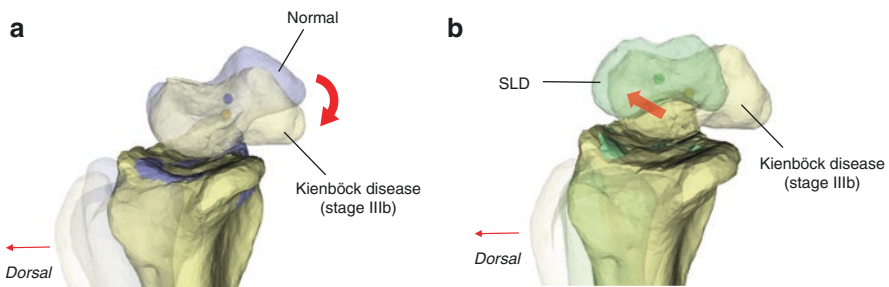 a
Normal
Kienböck disease
(stage IIIb)
Dorsal
b
SLD
Kienböck disease
(stage IIIb)
Dorsal